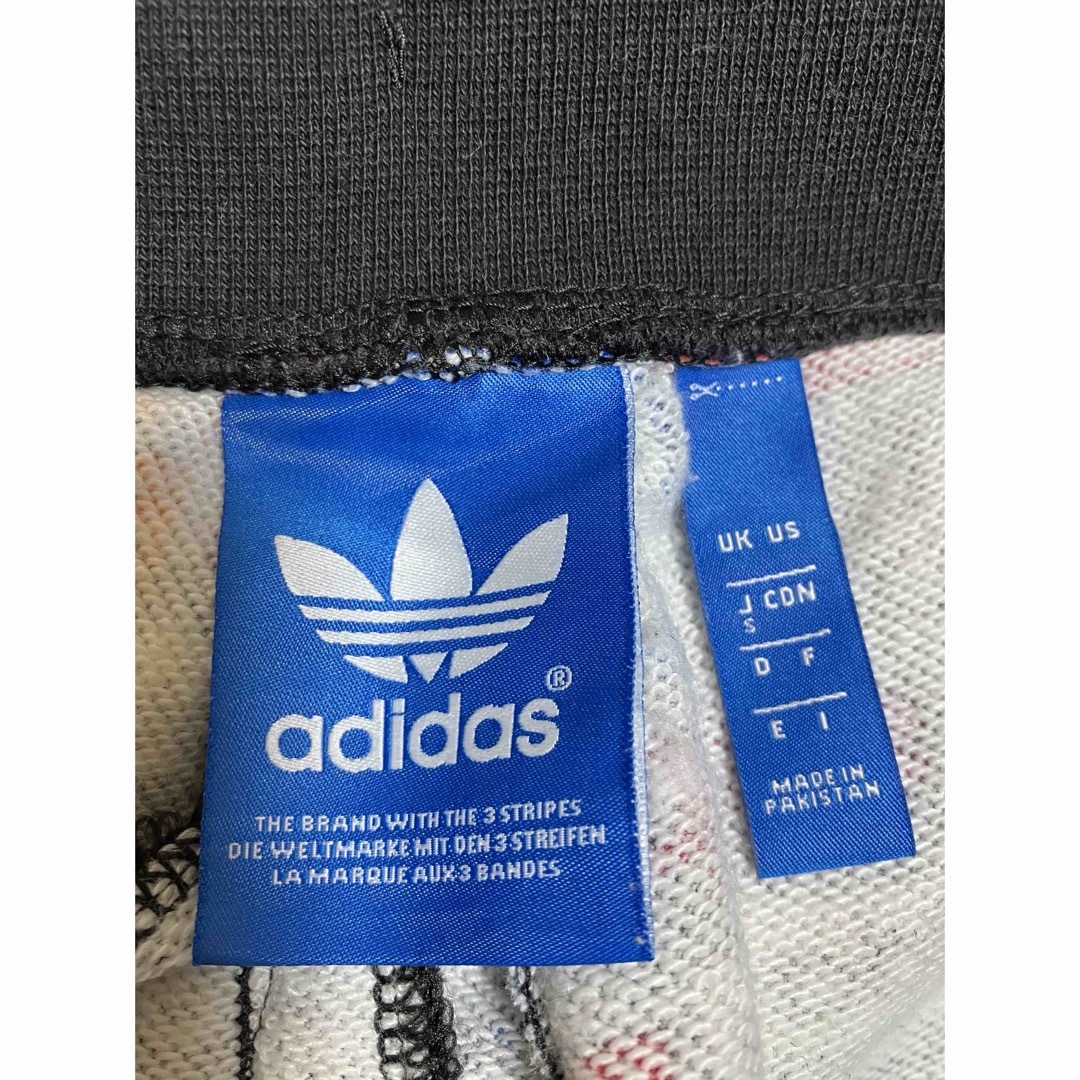 adidas®
THE BRAND WITH THE 3 STRIPES
DIE WELTMARKE MIT DEN 3 STREIFEN
LA MARQUE AUX 3 BANDES
UK US
J CDN
S
D F
E I
MADE IN
PAKISTAN